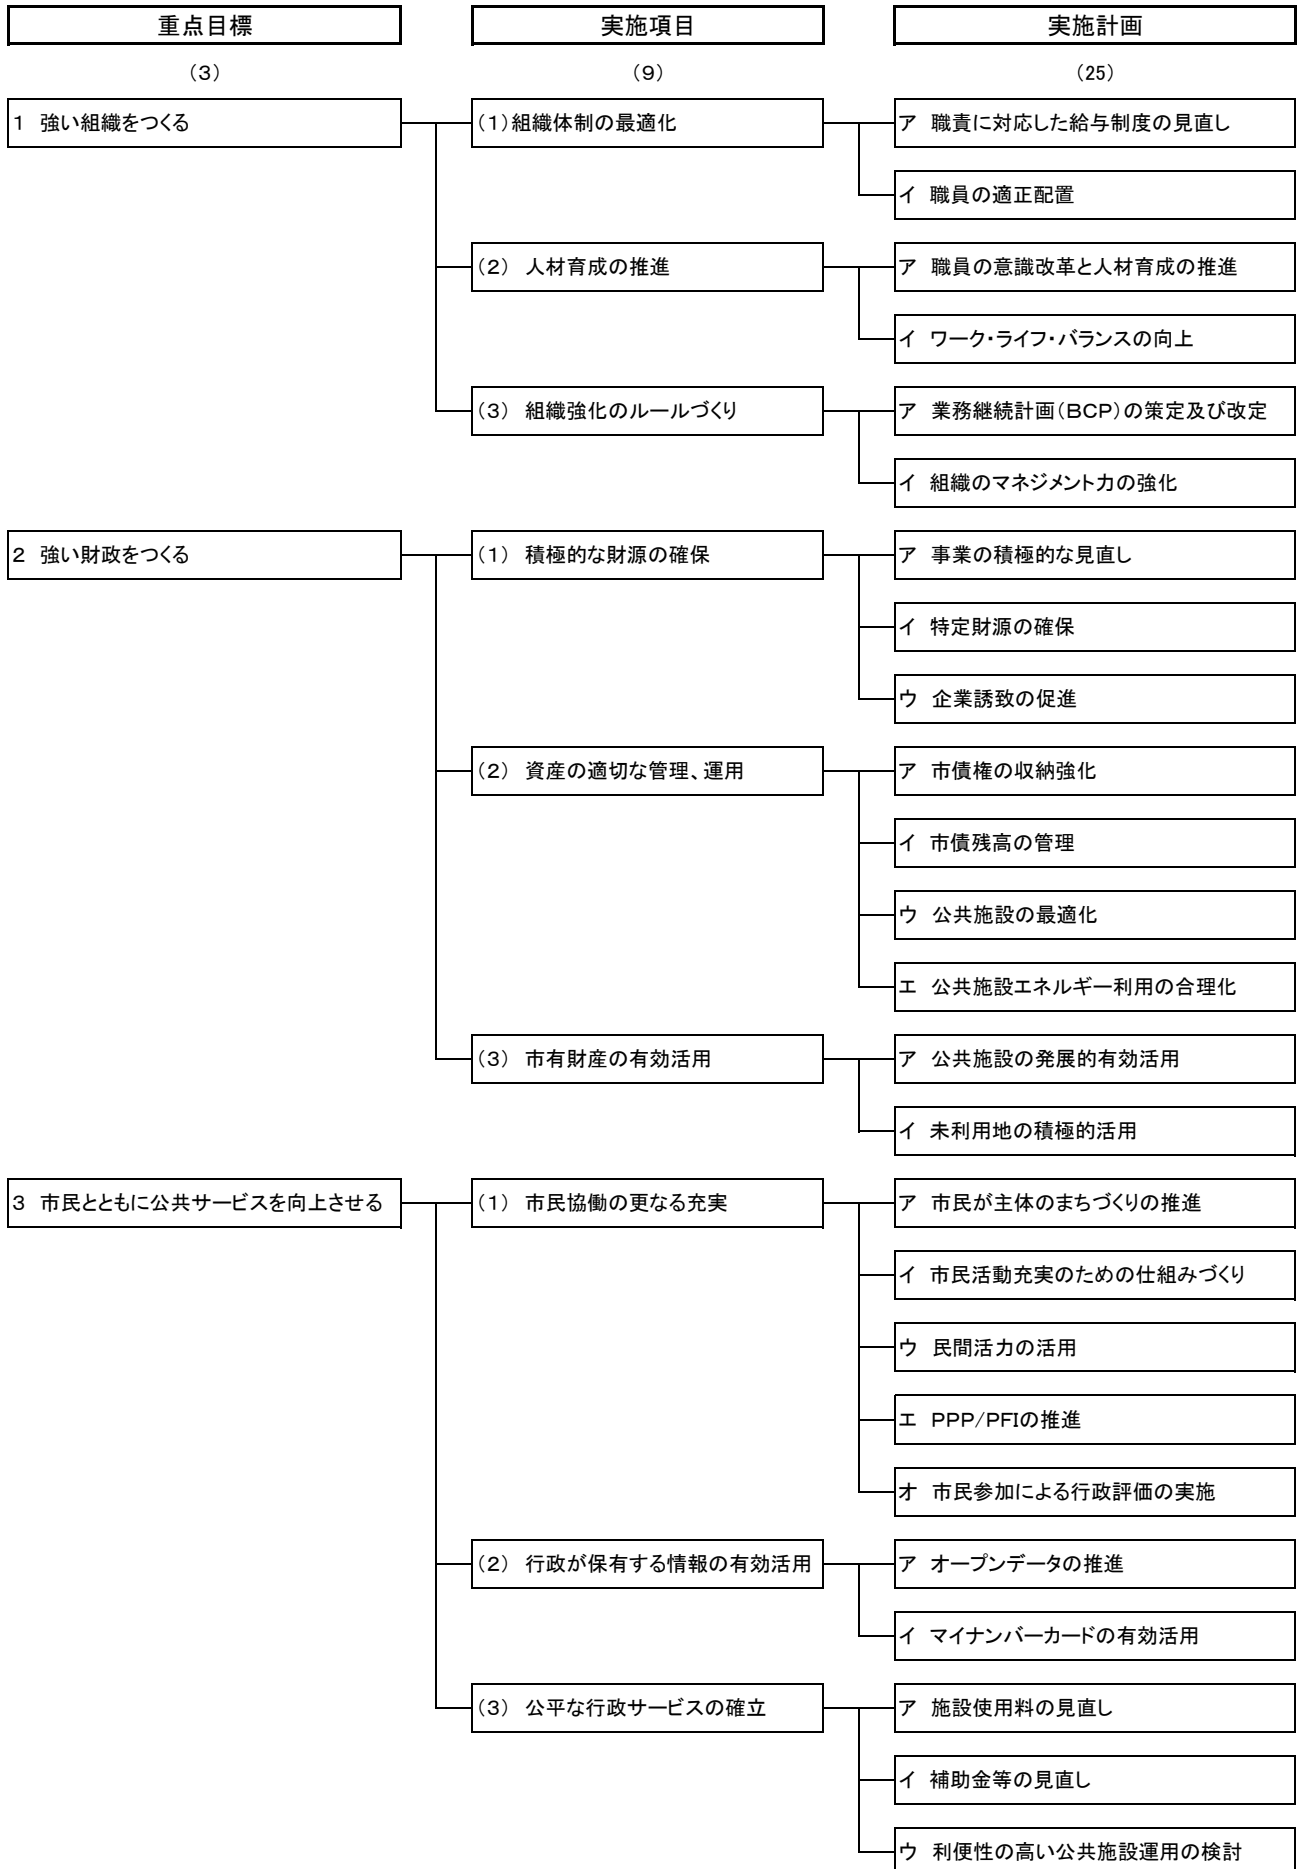 重点目標 実施項目 実施計画
（3） （9） （25）
1 強い組織をつくる （1）組織体制の最適化 ア 職責に対応した給与制度の見直し
イ 職員の適正配置
（2） 人材育成の推進 ア 職員の意識改革と人材育成の推進
イ ワーク・ライフ・バランスの向上
（3） 組織強化のルールづくり ア 業務継続計画（BCP）の策定及び改定
イ 組織のマネジメント力の強化
2 強い財政をつくる （1） 積極的な財源の確保 ア 事業の積極的な見直し
イ 特定財源の確保
ウ 企業誘致の促進
（2） 資産の適切な管理、運用 ア 市債権の収納強化
イ 市債残高の管理
ウ 公共施設の最適化
エ 公共施設エネルギー利用の合理化
（3） 市有財産の有効活用 ア 公共施設の発展的有効活用
イ 未利用地の積極的活用
3 市民とともに公共サービスを向上させる （1） 市民協働の更なる充実 ア 市民が主体のまちづくりの推進
イ 市民活動充実のための仕組みづくり
ウ 民間活力の活用
エ PPP/PFIの推進
オ 市民参加による行政評価の実施
（2） 行政が保有する情報の有効活用 ア オープンデータの推進
イ マイナンバーカードの有効活用
（3） 公平な行政サービスの確立 ア 施設使用料の見直し
イ 補助金等の見直し
ウ 利便性の高い公共施設運用の検討